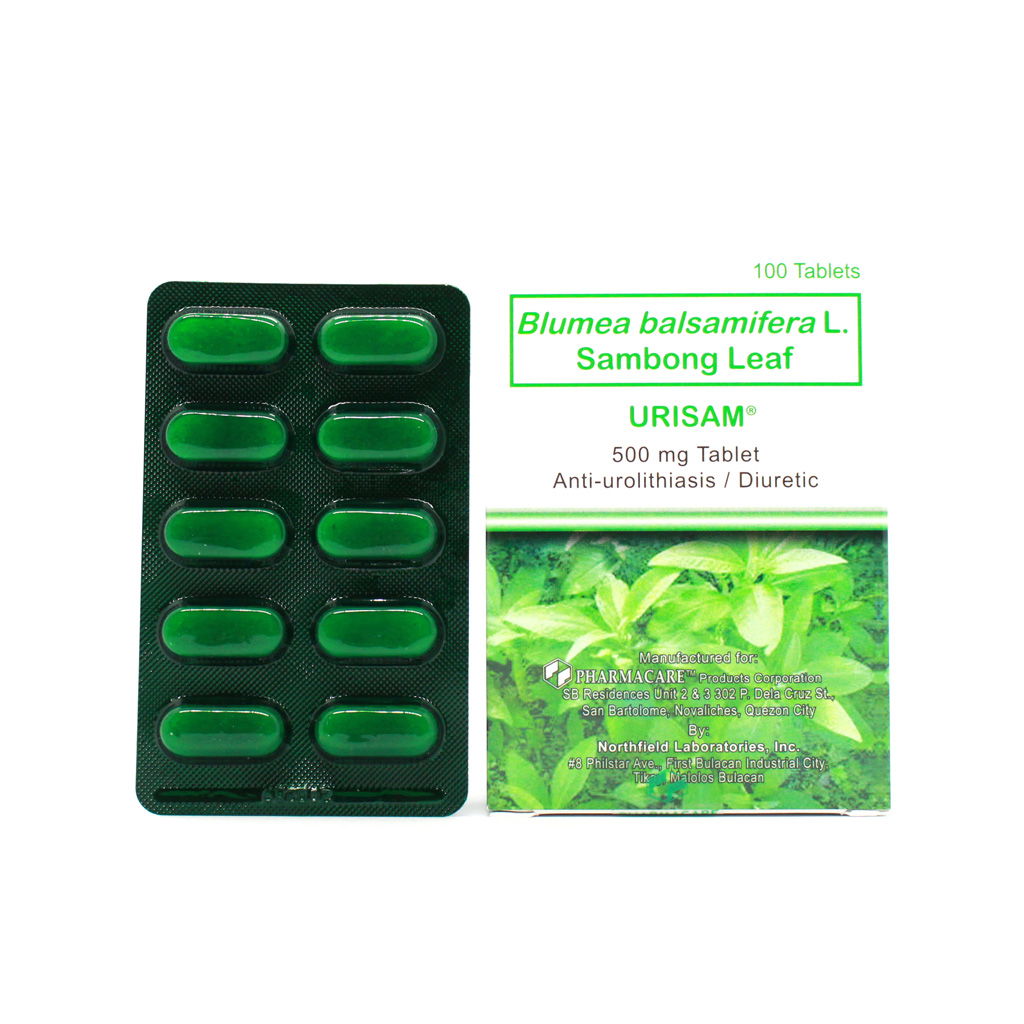 100 Tablets
Blumea balsamifera L.
Sambong Leaf
URISAM®
500 mg Tablet
Anti-urolithiasis / Diuretic
Manufactured for:
PHARMACARE™ Products Corporation
SB Residences Unit 2 & 3 302 P. Dela Cruz St.,
San Bartolome, Novaliches, Quezon City
By:
Northfield Laboratories, Inc.
#8 Philstar Ave., First Bulacan Industrial City,
Malolos Bulacan